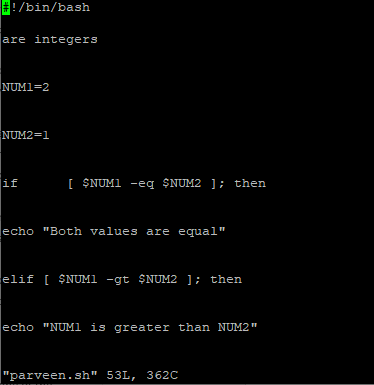 #!/bin/bash
are integers
NUM1=2
NUM2=1
if      [ $NUM1 -eq $NUM2 ]; then
echo "Both values are equal"
elif [ $NUM1 -gt $NUM2 ]; then
echo "NUM1 is greater than NUM2"
"parveen.sh" 53L, 362C